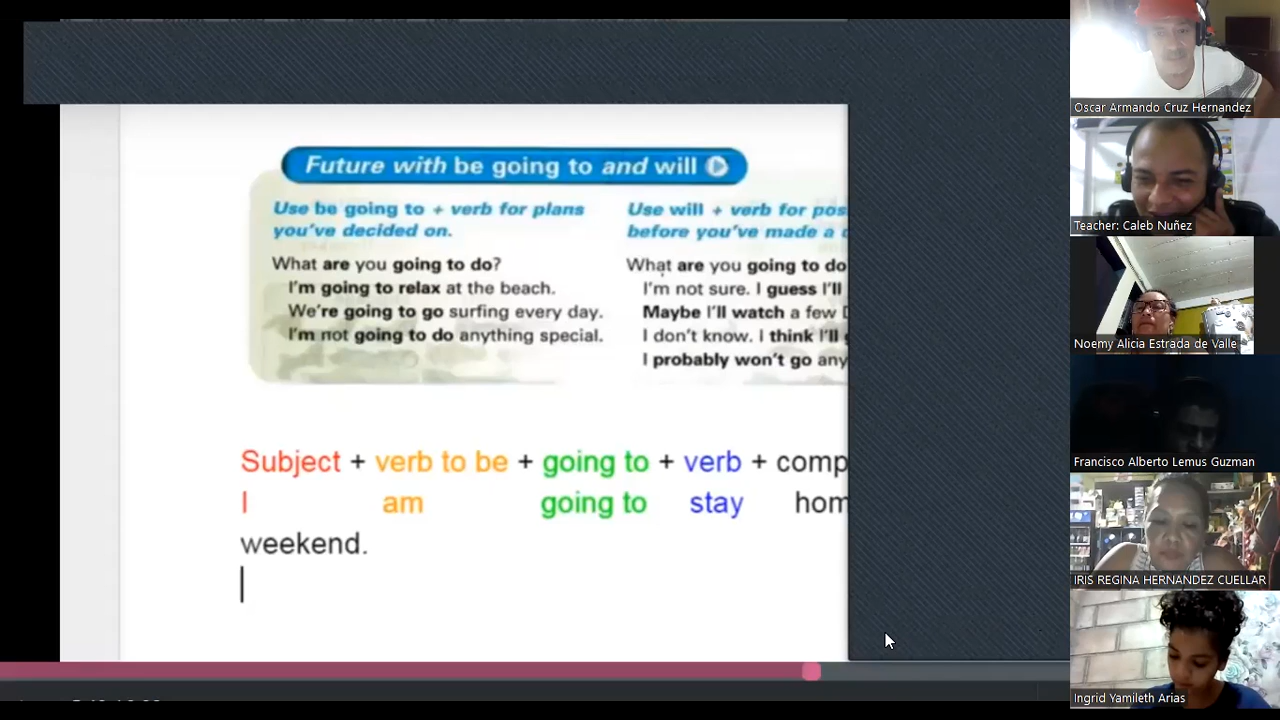 Future with be going to and will
Use be going to + verb for plans
you've decided on.
What are you going to do?
I'm going to relax at the beach.
We're going to go surfing every day.
I'm not going to do anything special.
Use will + verb for pos
before you've made a
What are you going to do
I'm not sure. I guess I'll
Maybe I'll watch a few
I don't know. I think I'll
I probably won't go any
Subject + verb to be + going to + verb + comp
I am going to stay hom
weekend.
Oscar Armando Cruz Hernandez
Teacher: Caleb Nuñez
Noemy Alicia Estrada de Valle
Francisco Alberto Lemus Guzman
IRIS REGINA HERNANDEZ CUELLAR
Ingrid Yamileth Arias